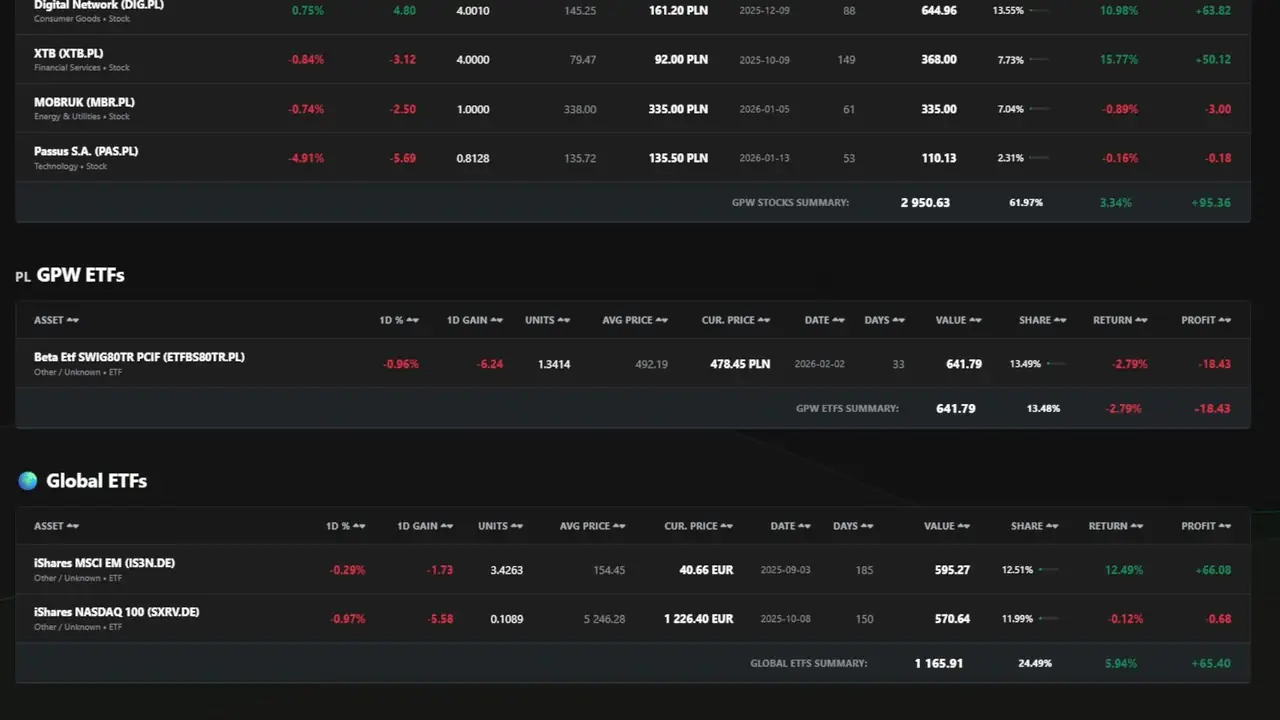 Digital Network (DIG.PL) 0.75% 4.80 4.0010 145.25 161.20 PLN 2025-12-09 88 644.96 13.55% 10.98% +63.82
Consumer Goods • Stock
XTB (XTB.PL) -0.84% -3.12 4.0000 79.47 92.00 PLN 2025-10-09 149 368.00 7.73% 15.77% +50.12
Financial Services • Stock
MOBRUK (MBR.PL) -0.74% -2.50 1.0000 338.00 335.00 PLN 2026-01-05 61 335.00 7.04% -0.89% -3.00
Energy & Utilities • Stock
Passus S.A. (PAS.PL) -4.91% -5.69 0.8128 135.72 135.50 PLN 2026-01-13 53 110.13 2.31% -0.16% -0.18
Technology • Stock
GPW STOCKS SUMMARY: 2 950.63 61.97% 3.34% +95.36
PL GPW ETFs
ASSET 1D % 1D GAIN UNITS AVG PRICE CUR. PRICE DATE DAYS VALUE SHARE RETURN PROFIT
Beta Etf SWIG80TR PCIF (ETFBS80TR.PL) -0.96% -6.24 1.3414 492.19 478.45 PLN 2026-02-02 33 641.79 13.49% -2.79% -18.43
Other / Unknown • ETF
GPW ETFS SUMMARY: 641.79 13.48% -2.79% -18.43
Global ETFs
ASSET 1D % 1D GAIN UNITS AVG PRICE CUR. PRICE DATE DAYS VALUE SHARE RETURN PROFIT
iShares MSCI EM (IS3N.DE) -0.29% -1.73 3.4263 154.45 40.66 EUR 2025-09-03 185 595.27 12.51% 12.49% +66.08
Other / Unknown • ETF
iShares NASDAQ 100 (SXRV.DE) -0.97% -5.58 0.1089 5 246.28 1 226.40 EUR 2025-10-08 150 570.64 11.99% -0.12% -0.68
Other / Unknown • ETF
GLOBAL ETFS SUMMARY: 1 165.91 24.49% 5.94% +65.40